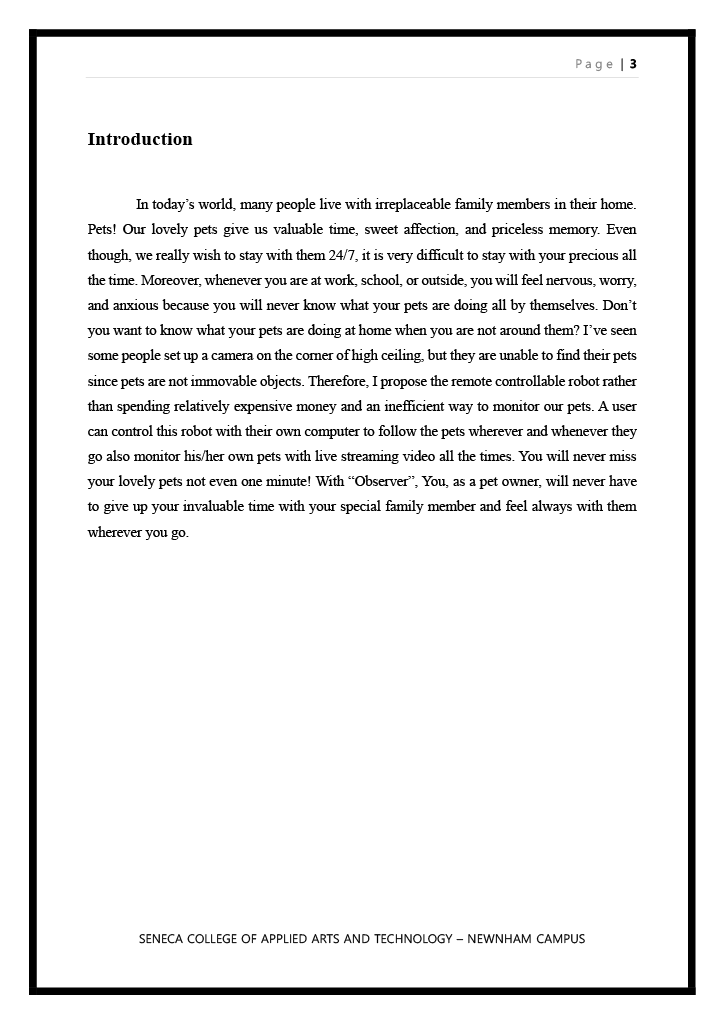 Page | 3
Introduction
In today’s world, many people live with irreplaceable family members in their home.
Pets! Our lovely pets give us valuable time, sweet affection, and priceless memory. Even
though, we really wish to stay with them 24/7, it is very difficult to stay with your precious all
the time. Moreover, whenever you are at work, school, or outside, you will feel nervous, worry,
and anxious because you will never know what your pets are doing all by themselves. Don’t
you want to know what your pets are doing at home when you are not around them? I’ve seen
some people set up a camera on the corner of high ceiling, but they are unable to find their pets
since pets are not immovable objects. Therefore, I propose the remote controllable robot rather
than spending relatively expensive money and an inefficient way to monitor our pets. A user
can control this robot with their own computer to follow the pets wherever and whenever they
go also monitor his/her own pets with live streaming video all the times. You will never miss
your lovely pets not even one minute! With “Observer”, You, as a pet owner, will never have
to give up your invaluable time with your special family member and feel always with them
wherever you go.
SENECA COLLEGE OF APPLIED ARTS AND TECHNOLOGY – NEWNHAM CAMPUS